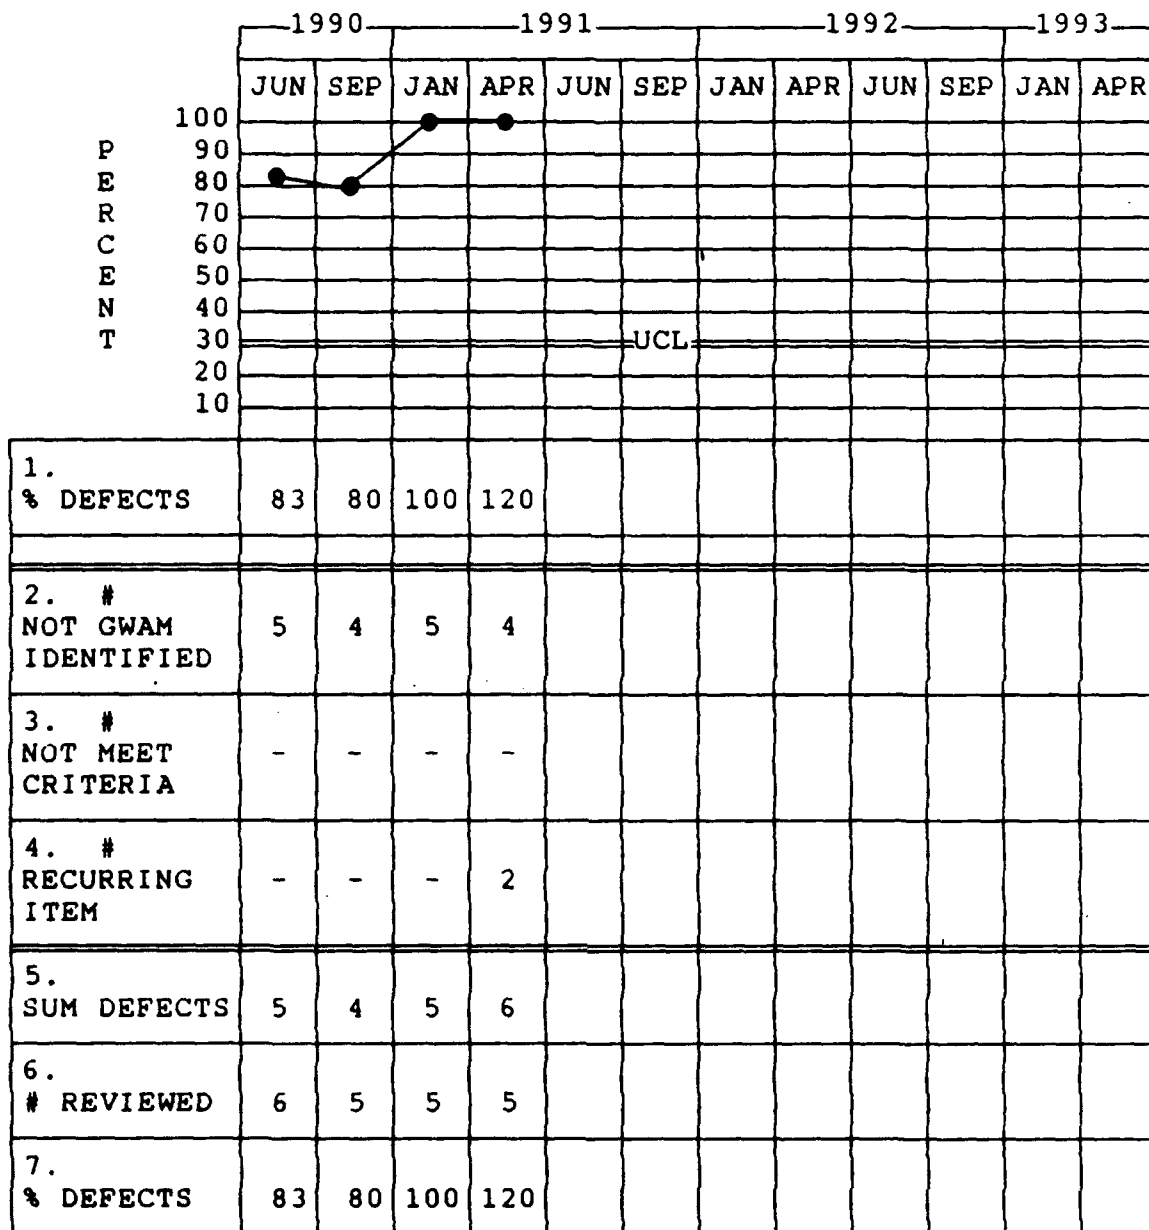 1990 1991 1992 1993
JUN SEP JAN APR JUN SEP JAN APR JUN SEP JAN APR
100
P 90
E 80
R 70
C 60
E 50
N 40
T 30 UCL
20
10
1.
% DEFECTS 83 80 100 120
2. #
NOT GWAM 5 4 5 4
IDENTIFIED
3. #
NOT MEET - - - -
CRITERIA
4. #
RECURRING - - - 2
ITEM
5.
SUM DEFECTS 5 4 5 6
6.
# REVIEWED 6 5 5 5
7.
% DEFECTS 83 80 100 120